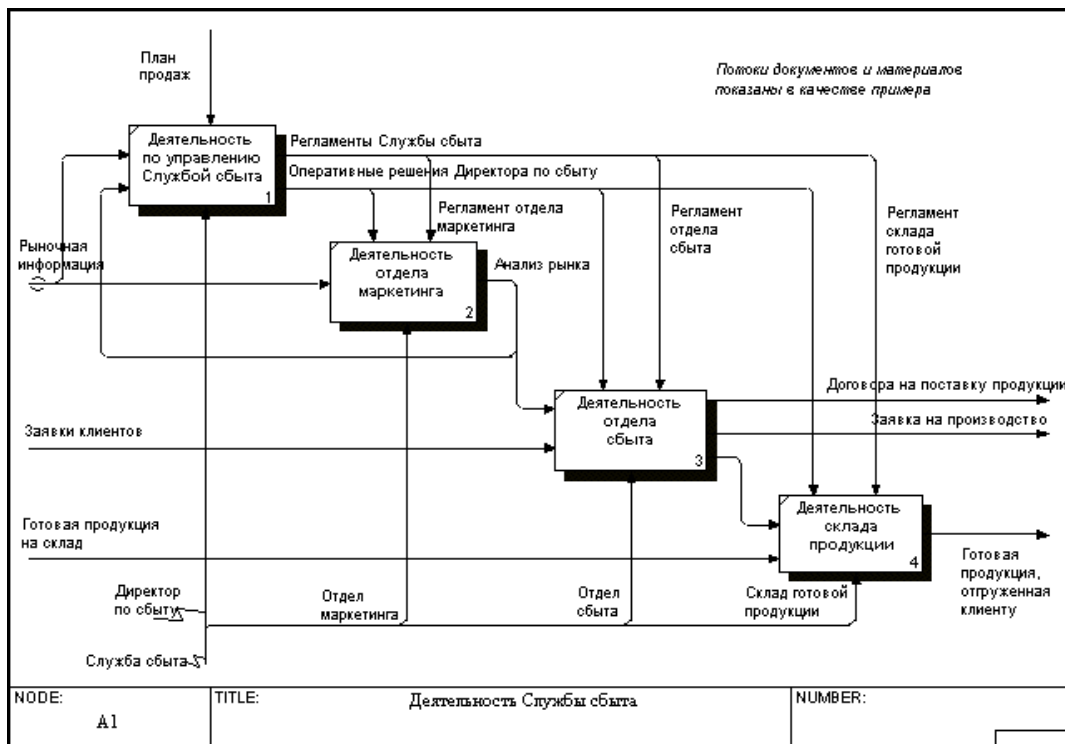 План
продаж
Потоки документов и материалов
показаны в качестве примера
Деятельность
по управлению
Службой сбыта
1
Регламенты Службы сбыта
Оперативные решения Директора по сбыту
Регламент отдела
маркетинга
Регламент
отдела
сбыта
Регламент
склада
готовой
продукции
Рыночная
информация
Деятельность
отдела
маркетинга
2
Анализ рынка
Договора на поставку продукции
Деятельность
отдела
сбыта
3
Заявка на производство
Заявки клиентов
Деятельность
склада
продукции
4
Готовая продукция
на склад
Готовая
продукция,
отгруженная
клиенту
Директор
по сбыту
Отдел
маркетинга
Отдел
сбыта
Склад готовой
продукции
Служба сбыта
NODE:
A1
TITLE:
Деятельность Службы сбыта
NUMBER: